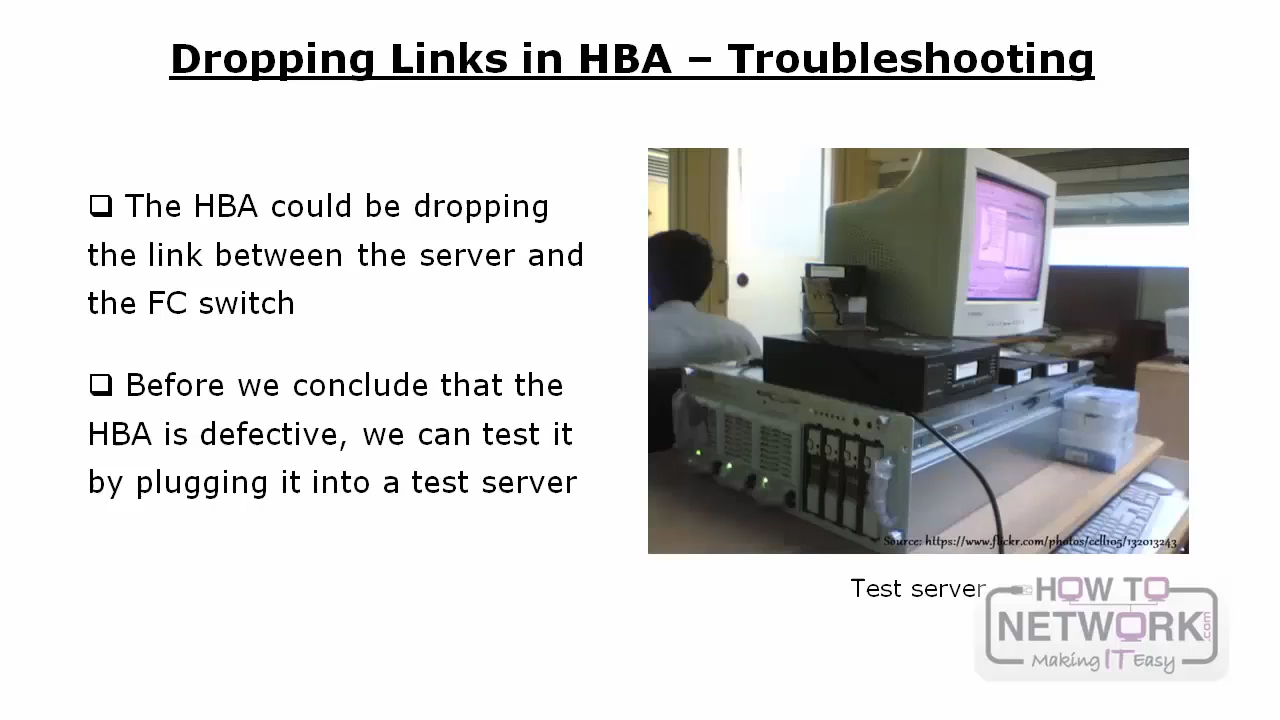 Dropping Links in HBA – Troubleshooting
❑ The HBA could be dropping
the link between the server and
the FC switch
❑ Before we conclude that the
HBA is defective, we can test it
by plugging it into a test server
Source: https://www.flickr.com/photos/cell105/132013243
Test server
HOW TO
NETWORK.com
Making IT Easy